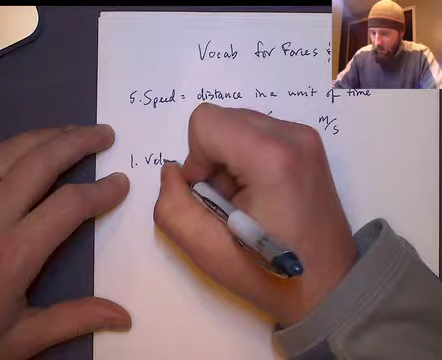 Vocab for Forces &
5. Speed = distance in a unit of time
m/s
1. Vel